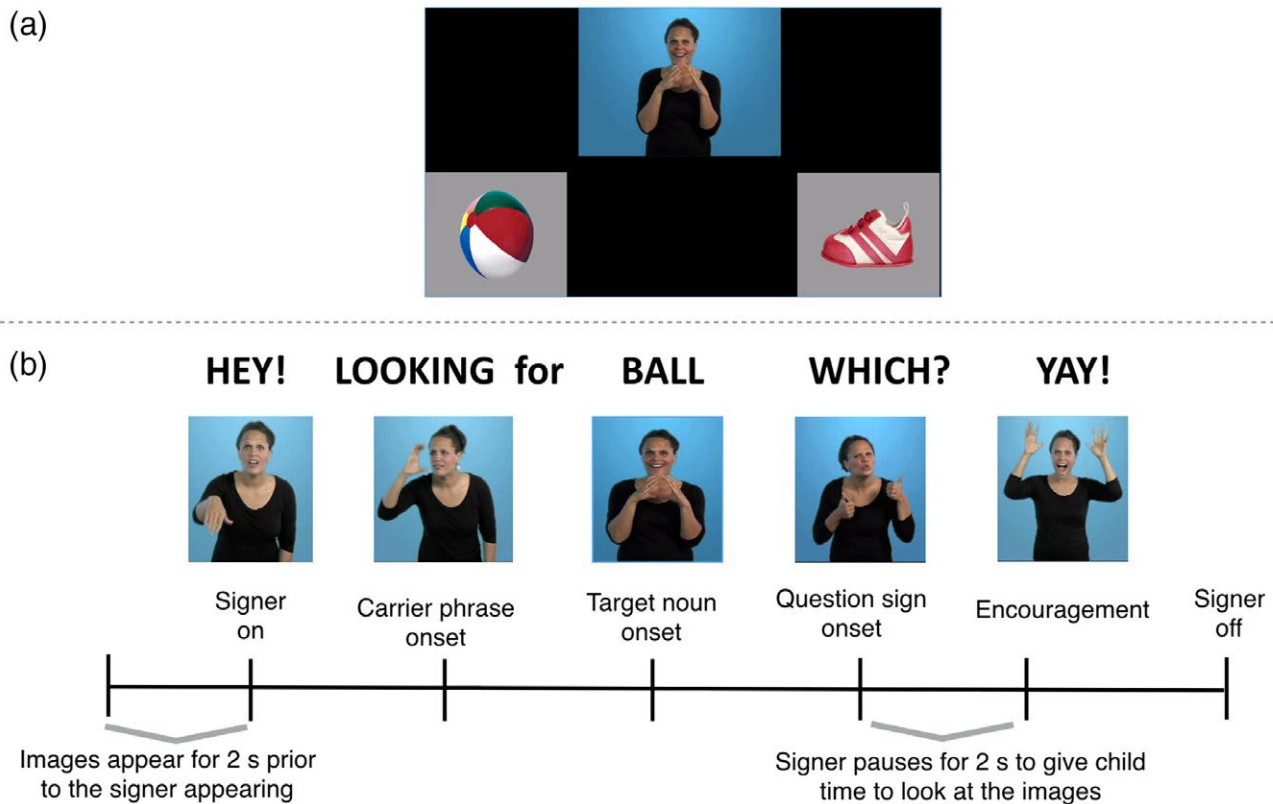 (a)
(b)
HEY! LOOKING for BALL WHICH? YAY!
Signer
on
Carrier phrase
onset
Target noun
onset
Question sign
onset
Encouragement
Signer
off
Images appear for 2 s prior
to the signer appearing
Signer pauses for 2 s to give child
time to look at the images